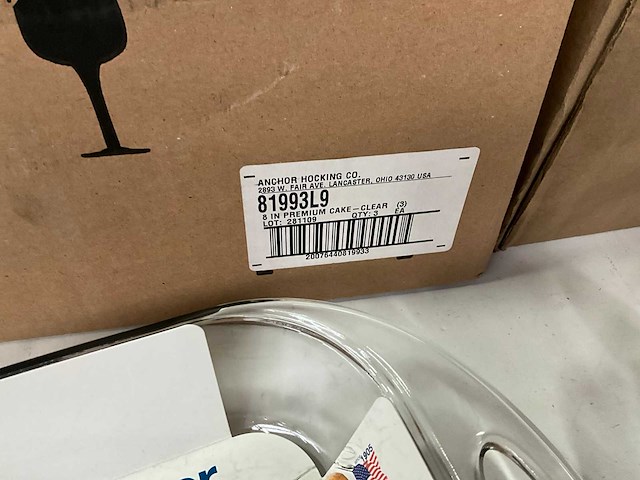 ANCHOR HOCKING CO.
2893 W. FAIR AVE. LANCASTER, OHIO 43130 USA
81993L9
8 IN PREMIUM CAKE-CLEAR (3)
LOT: 281109 QTY: 3 EA
20076440819933
1905